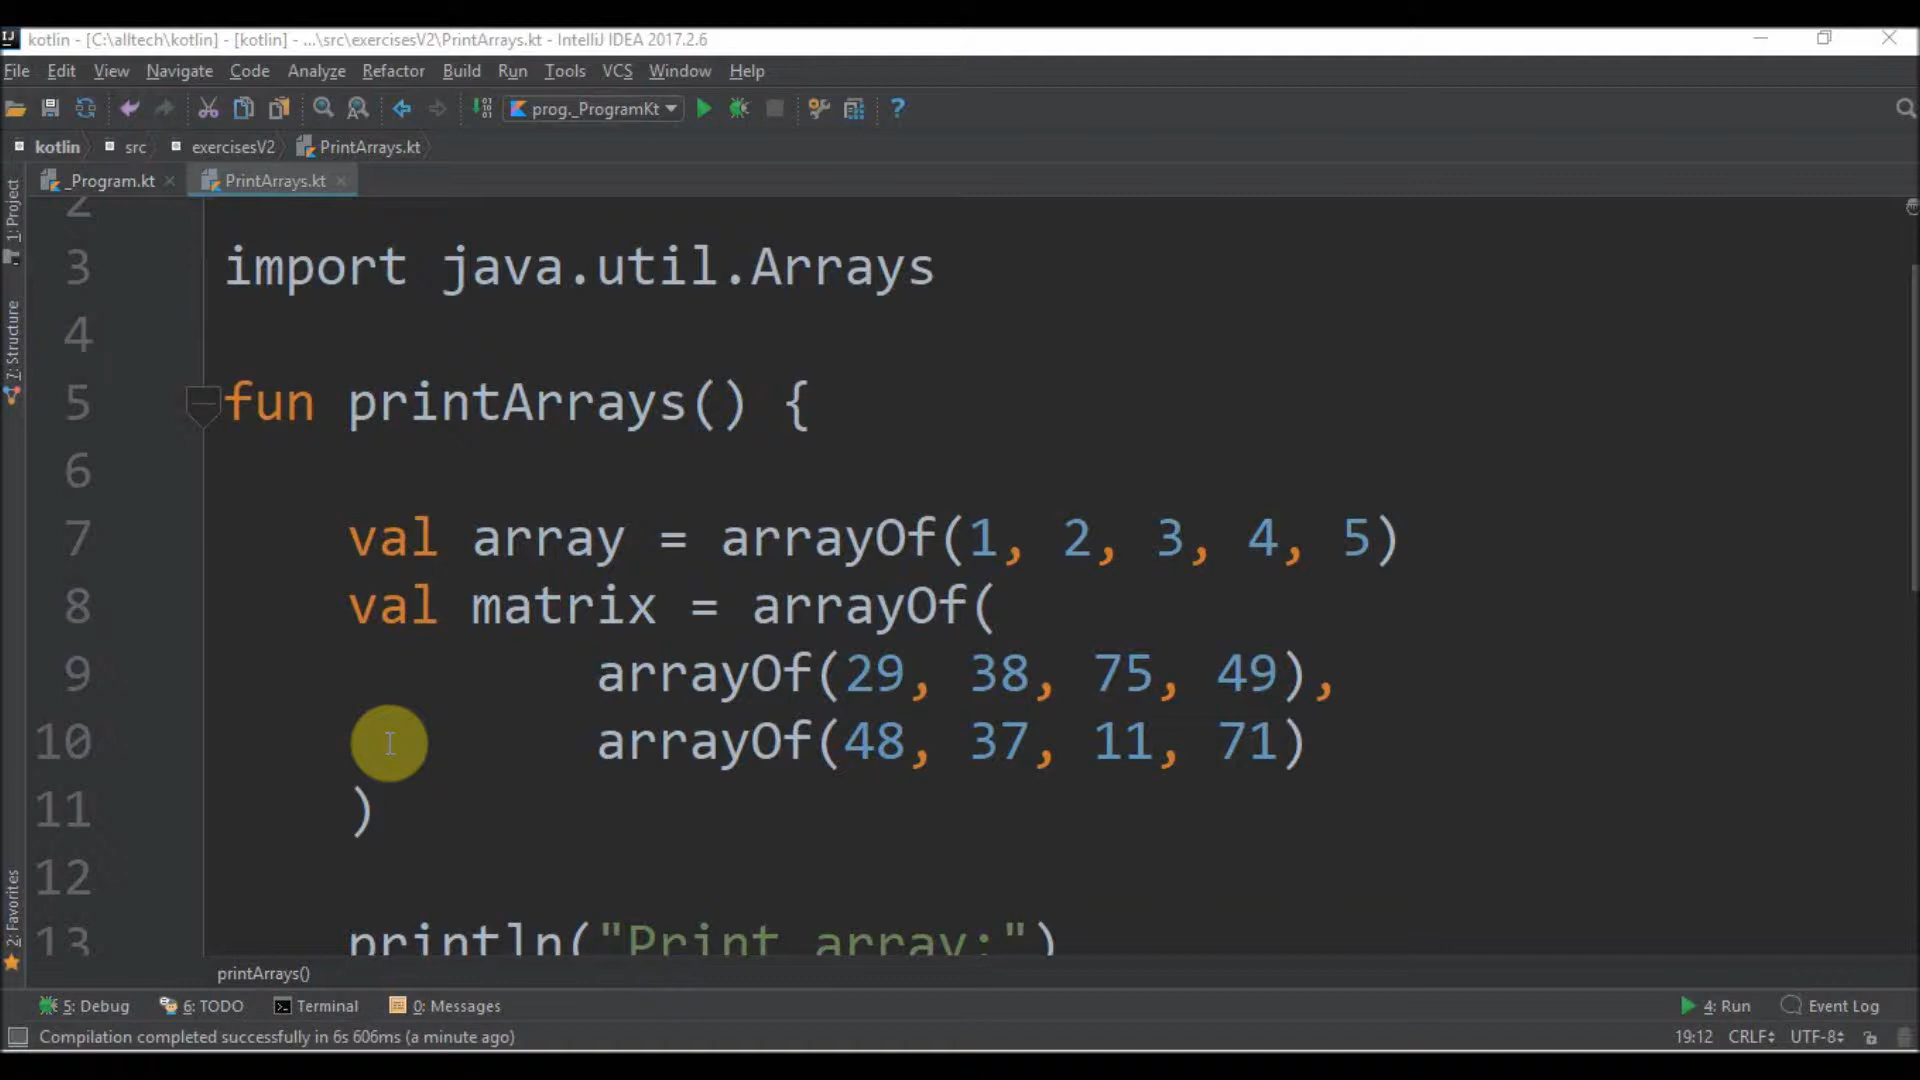 kotlin - [C:\alltech\kotlin] - [kotlin] - ...\src\exercisesV2\PrintArrays.kt - IntelliJ IDEA 2017.2.6
File Edit View Navigate Code Analyze Refactor Build Run Tools VCS Window Help
prog._ProgramKt
kotlin src exercisesV2 PrintArrays.kt
_Program.kt PrintArrays.kt
1: Project
7: Structure
2: Favorites
2
3 import java.util.Arrays
4
5 fun printArrays() {
6
7 val array = arrayOf(1, 2, 3, 4, 5)
8 val matrix = arrayOf(
9 arrayOf(29, 38, 75, 49),
10 arrayOf(48, 37, 11, 71)
11 )
12
13 println("Print array:")
printArrays()
5: Debug 6: TODO Terminal 0: Messages 4: Run Event Log
Compilation completed successfully in 6s 606ms (a minute ago) 19:12 CRLF UTF-8